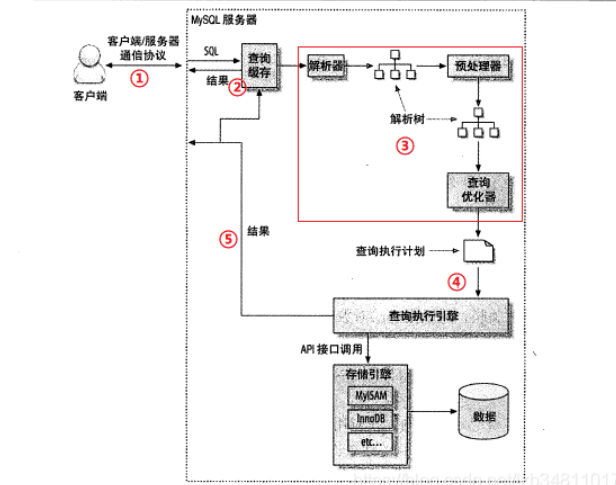 MySQL 服务器
客户端/服务器
通信协议
①
客户端
SQL
结果
②
查询
缓存
解析器
预处理器
解析树
③
查询
优化器
⑤
结果
查询执行计划
④
查询执行引擎
API 接口调用
存储引擎
MyISAM
InnoDB
etc...
数据